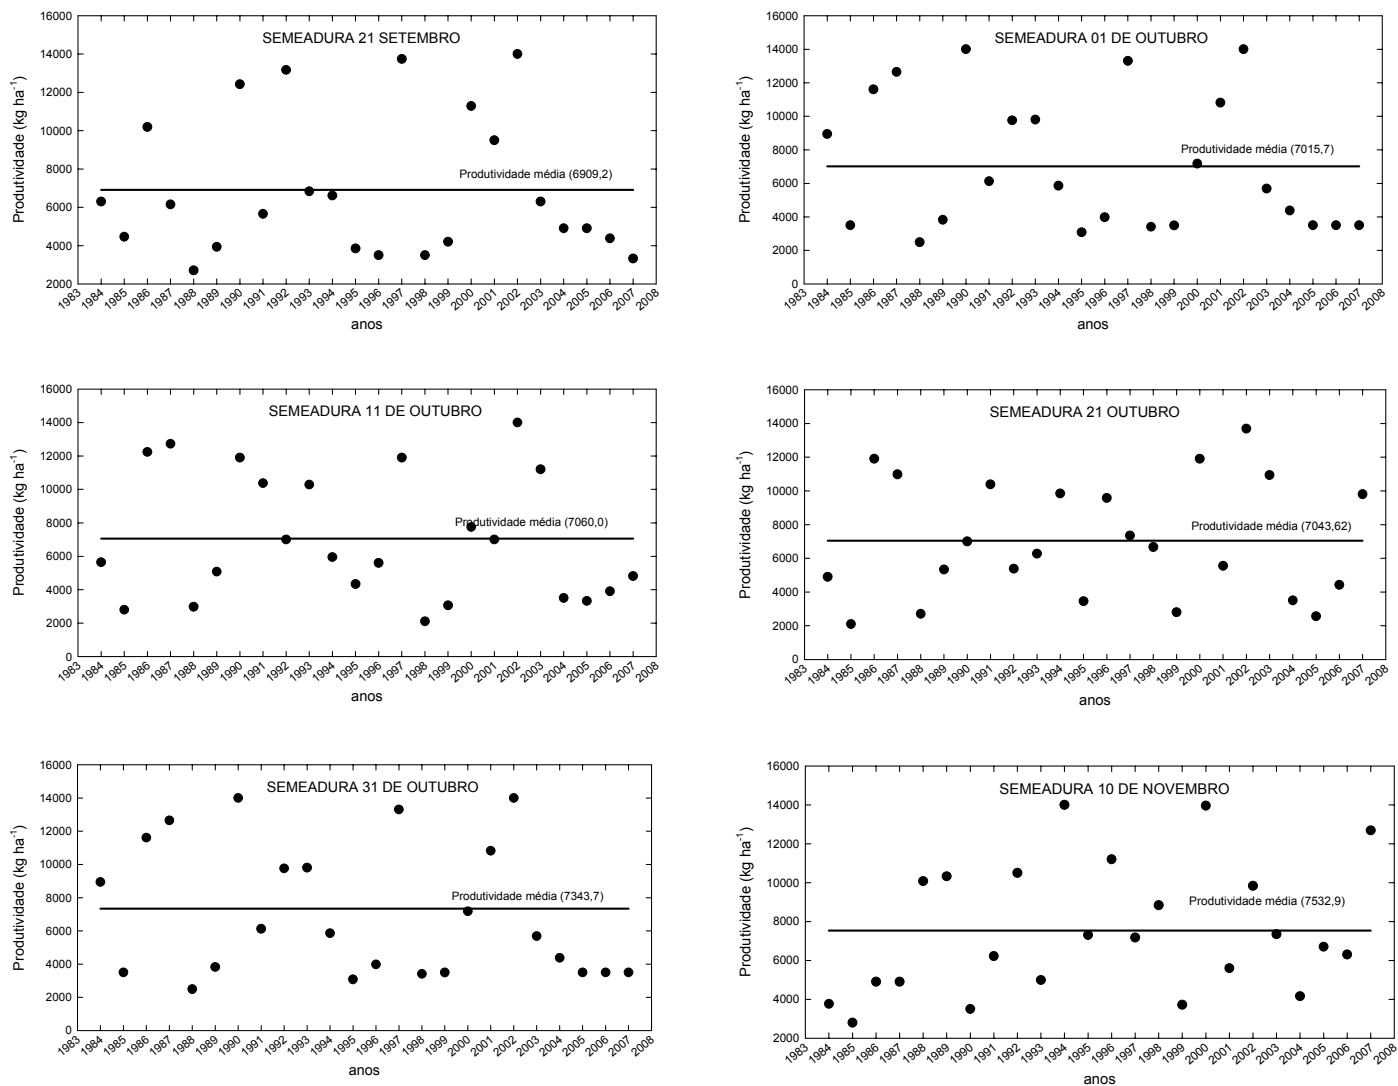 SEMEADURA 21 SETEMBRO
Produtividade (kg ha-1)
16000
14000
12000
10000
8000
6000
4000
2000
Produtividade média (6909,2)
1983 1984 1985 1986 1987 1988 1989 1990 1991 1992 1993 1994 1995 1996 1997 1998 1999 2000 2001 2002 2003 2004 2005 2006 2007 2008
anos
SEMEADURA 01 DE OUTUBRO
Produtividade (kg ha-1)
16000
14000
12000
10000
8000
6000
4000
2000
0
Produtividade média (7015,7)
1983 1984 1985 1986 1987 1988 1989 1990 1991 1992 1993 1994 1995 1996 1997 1998 1999 2000 2001 2002 2003 2004 2005 2006 2007 2008
anos
SEMEADURA 11 DE OUTUBRO
Produtividade (kg ha-1)
16000
14000
12000
10000
8000
6000
4000
2000
0
Produtividade média (7060,0)
1983 1984 1985 1986 1987 1988 1989 1990 1991 1992 1993 1994 1995 1996 1997 1998 1999 2000 2001 2002 2003 2004 2005 2006 2007 2008
anos
SEMEADURA 21 OUTUBRO
Produtividade (kg ha-1)
16000
14000
12000
10000
8000
6000
4000
2000
0
Produtividade média (7043,62)
1983 1984 1985 1986 1987 1988 1989 1990 1991 1992 1993 1994 1995 1996 1997 1998 1999 2000 2001 2002 2003 2004 2005 2006 2007 2008
anos
SEMEADURA 31 DE OUTUBRO
Produtividade (kg ha-1)
16000
14000
12000
10000
8000
6000
4000
2000
0
Produtividade média (7343,7)
1983 1984 1985 1986 1987 1988 1989 1990 1991 1992 1993 1994 1995 1996 1997 1998 1999 2000 2001 2002 2003 2004 2005 2006 2007 2008
anos
SEMEADURA 10 DE NOVEMBRO
Produtividade (kg ha-1)
16000
14000
12000
10000
8000
6000
4000
2000
Produtividade média (7532,9)
1983 1984 1985 1986 1987 1988 1989 1990 1991 1992 1993 1994 1995 1996 1997 1998 1999 2000 2001 2002 2003 2004 2005 2006 2007 2008
anos